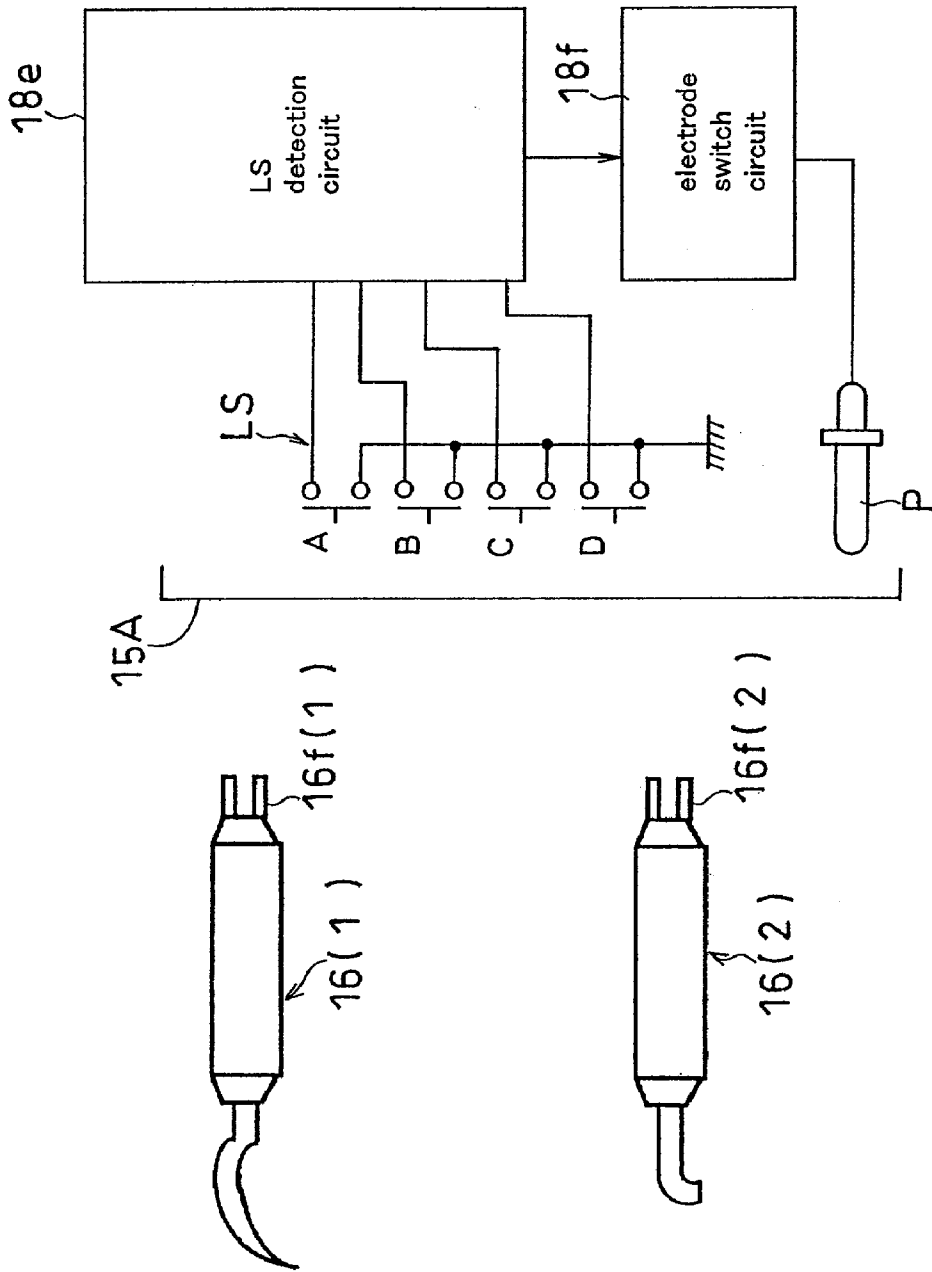 18e
LS
detection
circuit
18f
electrode
switch
circuit
LS
A
B
C
D
P
15A
16f(1)
16(1)
16f(2)
16(2)